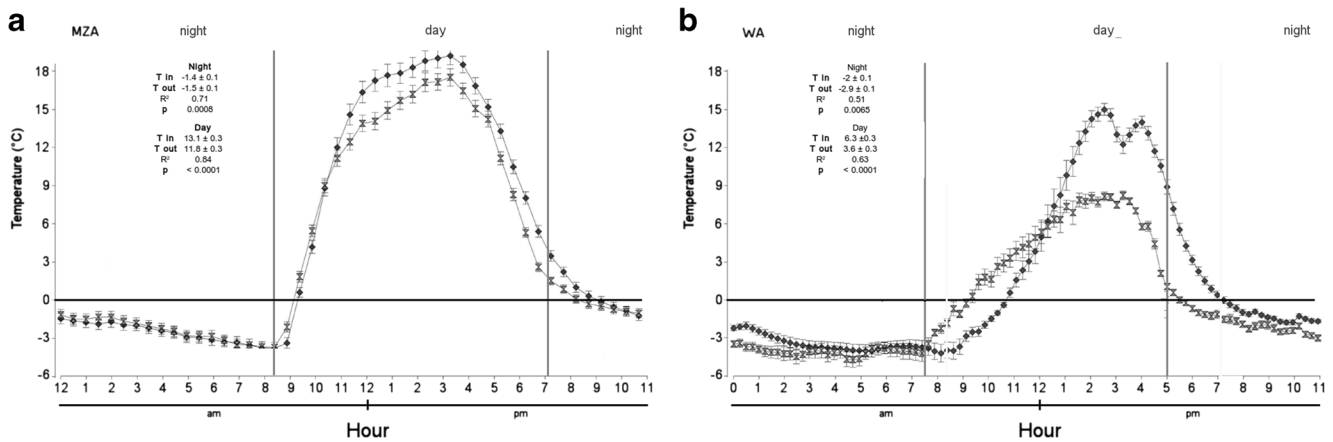 a
MZA
night
day
night
Night
T in -1.4 ± 0.1
T out -1.5 ± 0.1
R² 0.71
p 0.0008
Day
T in 13.1 ± 0.3
T out 11.8 ± 0.3
R² 0.84
p < 0.0001
Temperature (°C)
18
15
12
9
6
3
0
-3
-6
12 1 2 3 4 5 6 7 8 9 10 11 12 1 2 3 4 5 6 7 8 9 10 11
am pm
Hour
b
WA
night
day_
night
Night
T in -2 ± 0.1
T out -2.9 ± 0.1
R² 0.51
p 0.0065
Day
T in 6.3 ±0.3
T out 3.6 ± 0.3
R² 0.63
p < 0.0001
Temperature (°C)
18
15
12
9
6
3
0
-3
-6
0 1 2 3 4 5 6 7 8 9 10 11 12 1 2 3 4 5 6 7 8 9 10 11
am pm
Hour